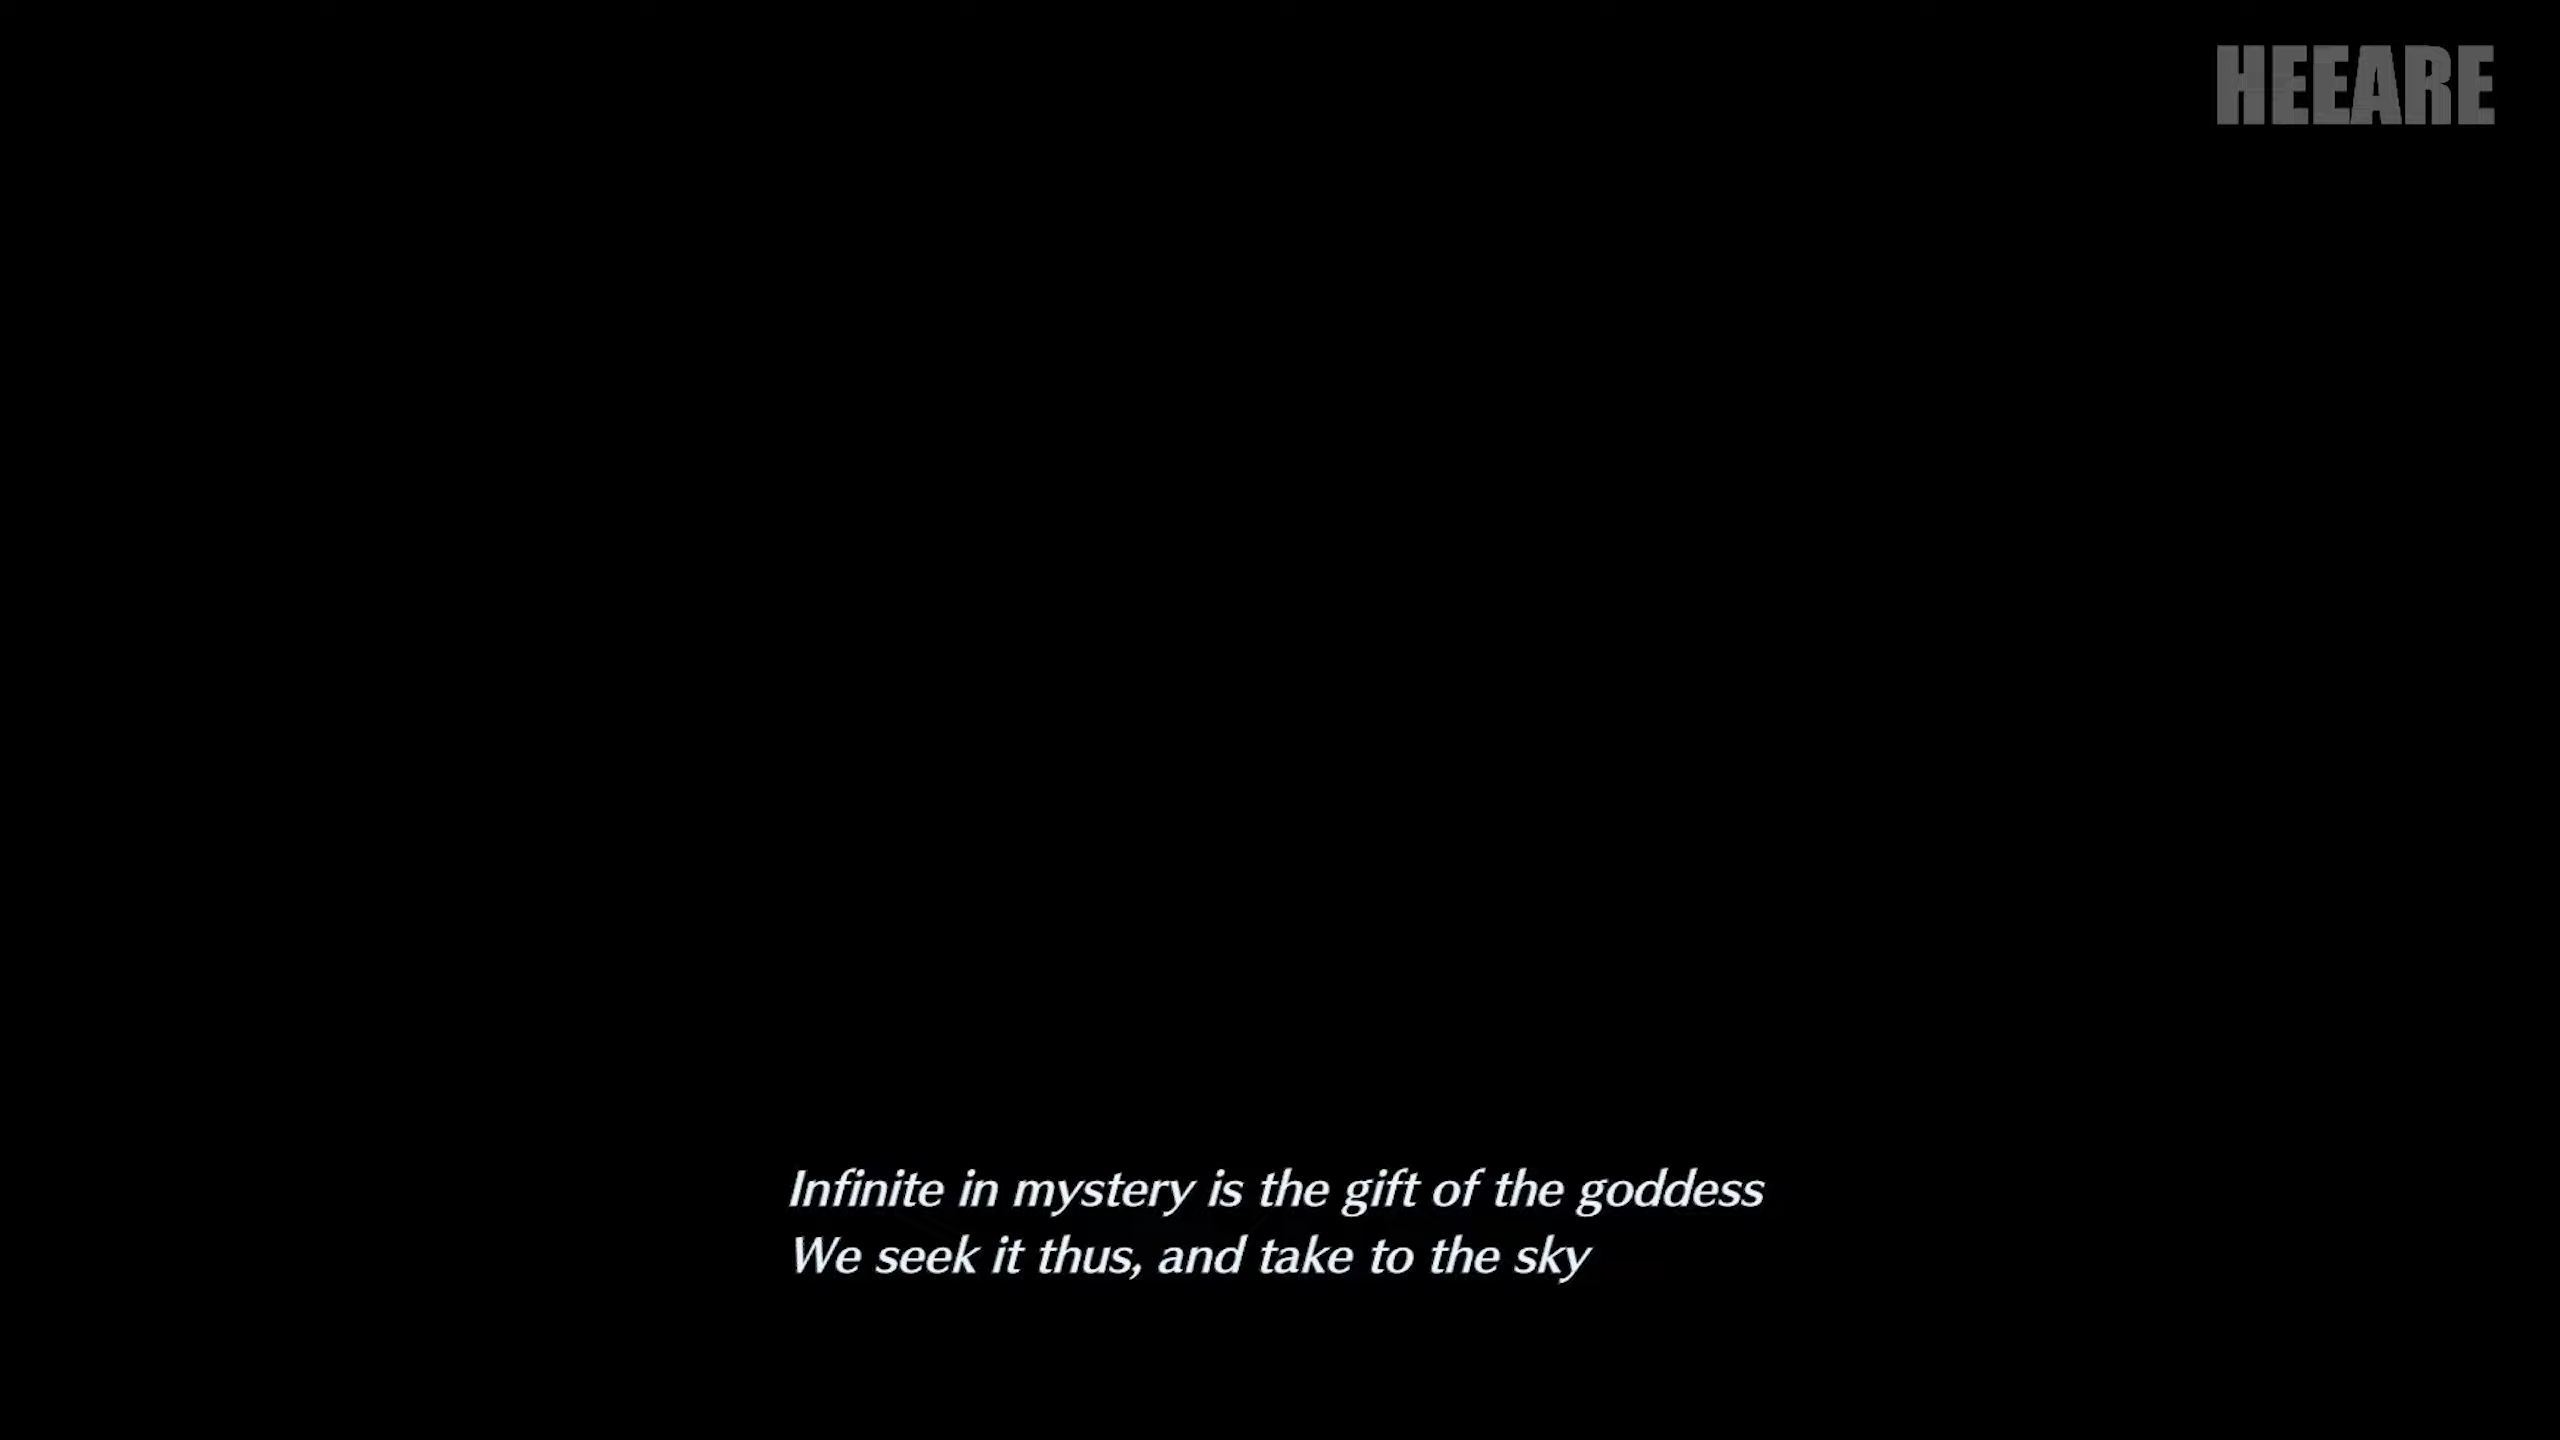 HEEARE
Infinite in mystery is the gift of the goddess
We seek it thus, and take to the sky